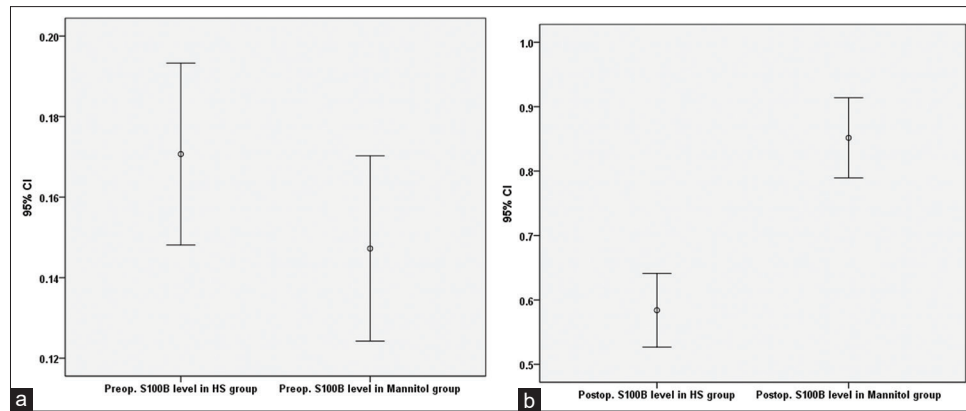 0.20
0.18
0.16
0.14
0.12
95% CI
Preop. S100B level in HS group
Preop. S100B level in Mannitol group
a
1.0
0.9
0.8
0.7
0.6
0.5
95% CI
Postop. S100B level in HS group
Postop. S100B level in Mannitol group
b